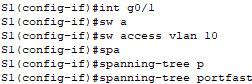 S1(config-if)#int g0/1
S1(config-if)#sw a
S1(config-if)#sw access vlan 10
S1(config-if)#spa
S1(config-if)#spanning-tree p
S1(config-if)#spanning-tree portfast